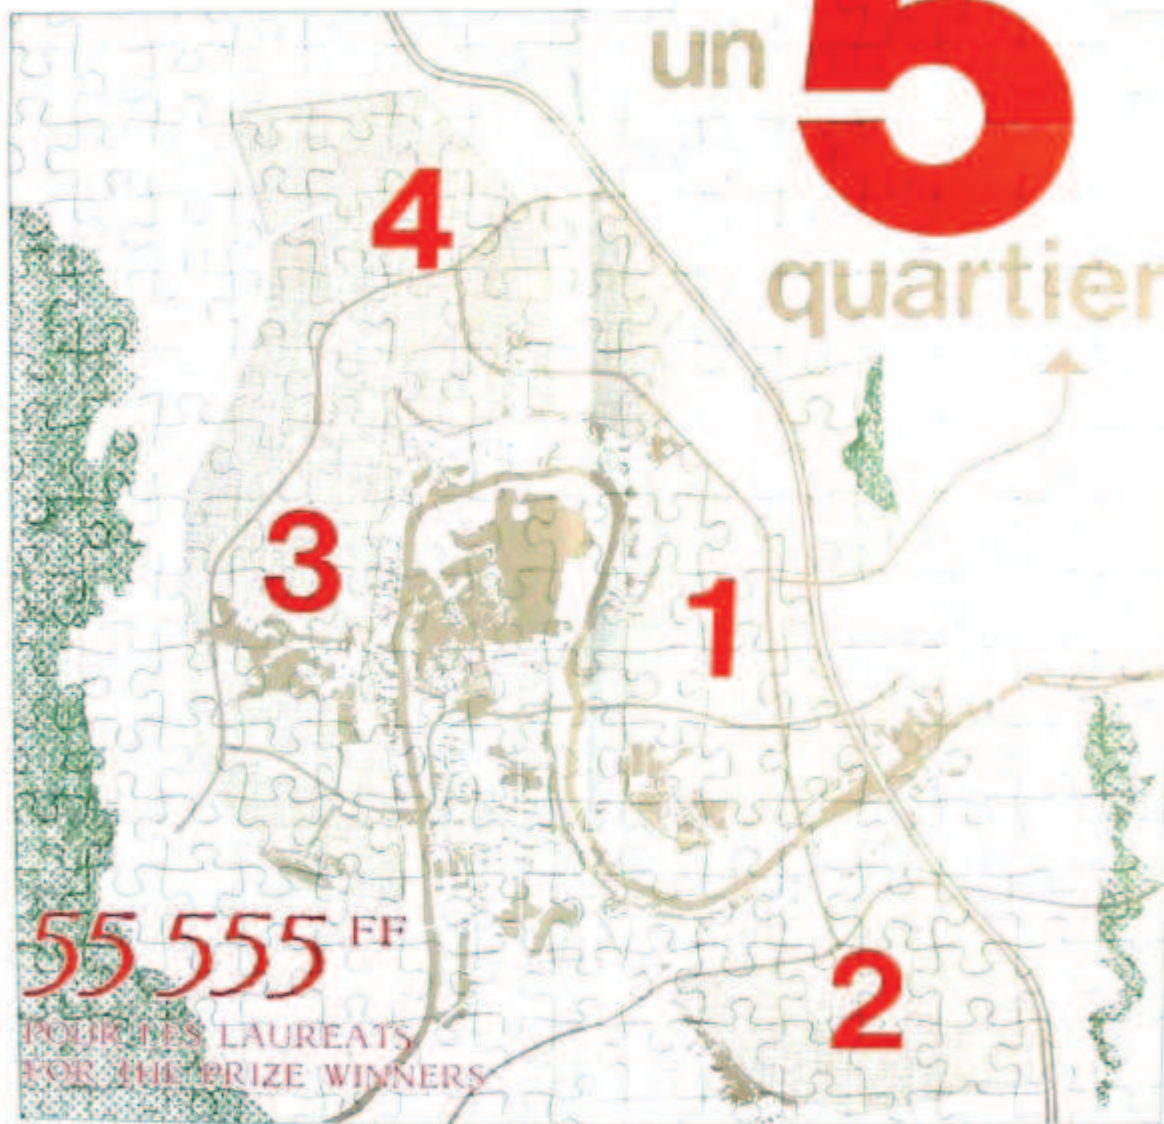 un 5
quartier
4
3
1
55 555 FF
2
POUR LES LAUREATS
FOR THE PRIZE WINNERS